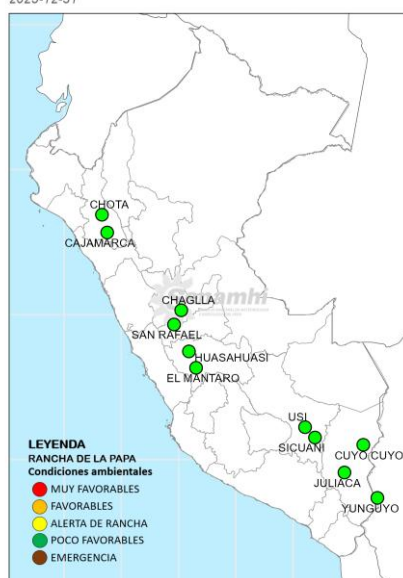 CHOTA
CAJAMARCA
CHAGLLA
Senamhi
SAN RAFAEL
HUASAHUASI
EL MANTARO
USI
SICUANI
CUYO CUYO
JULIACA
YUNGUYO
LEYENDA
RANCHA DE LA PAPA
Condiciones ambientales
MUY FAVORABLES
FAVORABLES
ALERTA DE RANCHA
POCO FAVORABLES
EMERGENCIA